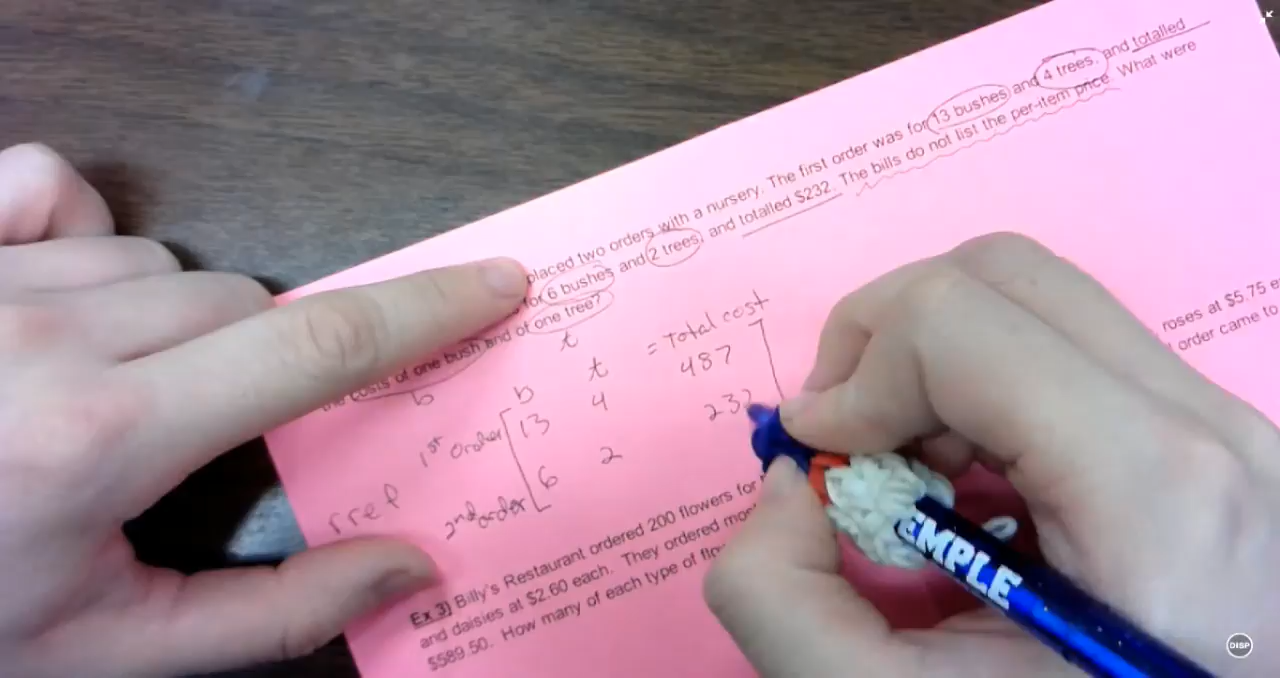 placed two orders with a nursery. The first order was for 13 bushes and 4 trees, and totalled
for 6 bushes and 2 trees, and totalled $232. The bills do not list the per-item price. What were
the costs of one bush and of one tree?
b t
b t = Total cost
1st order 13 4 487
2nd order 6 2 232
rref
Ex 3) Billy's Restaurant ordered 200 flowers for
and daisies at $2.60 each. They ordered
roses at $5.75
$589.50. How many of each type of
order came to
EMPLE
DISP